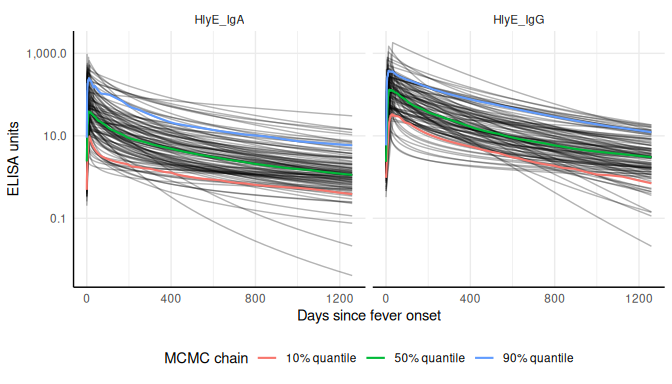 HlyE_IgA
HlyE_IgG
1,000.0
10.0
0.1
ELISA units
0 400 800 1200
0 400 800 1200
Days since fever onset
MCMC chain 10% quantile 50% quantile 90% quantile